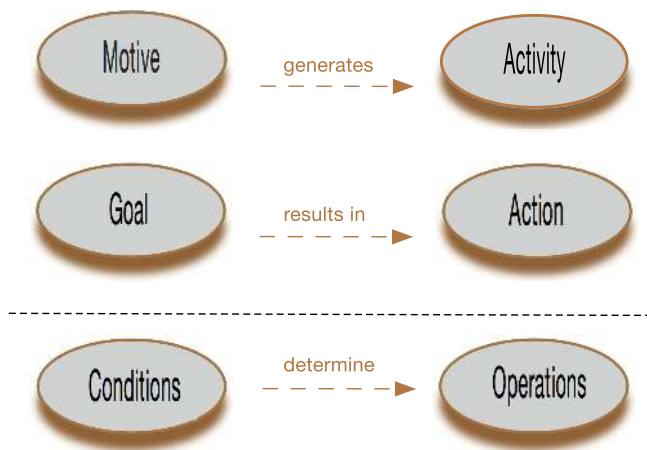 Motive
generates
Activity
Goal
results in
Action
Conditions
determine
Operations